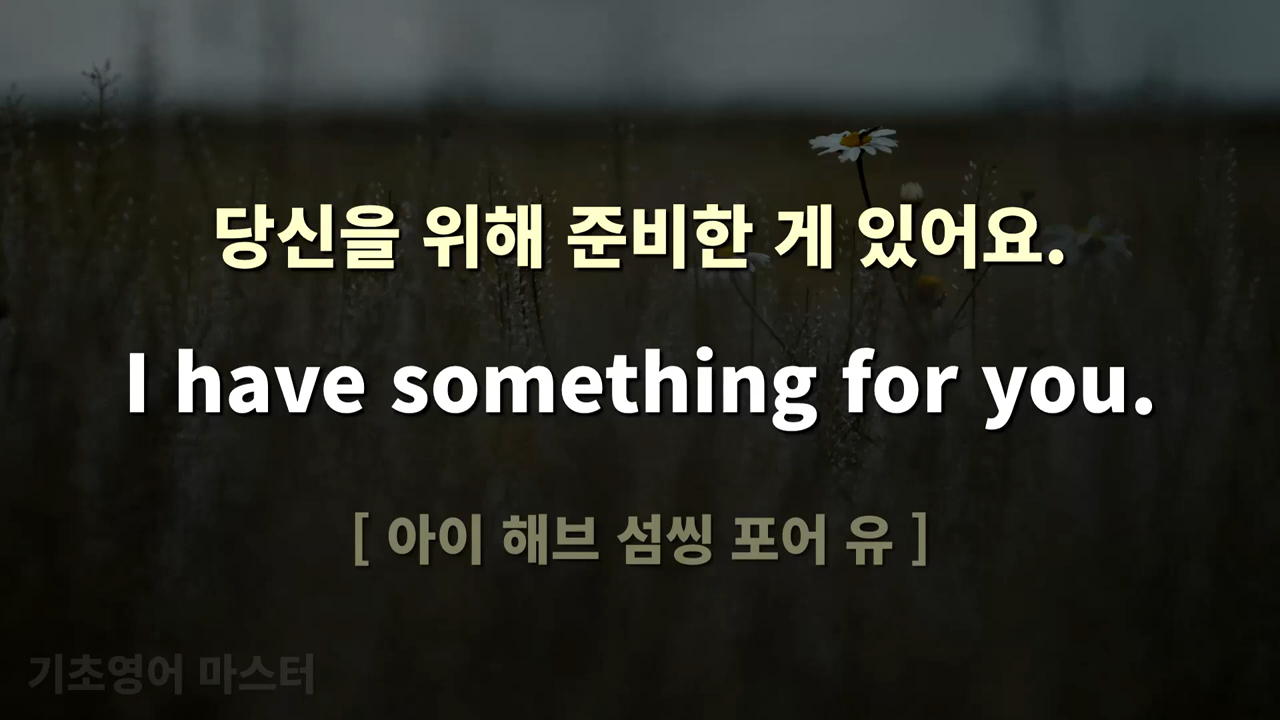 당신을 위해 준비한 게 있어요.
I have something for you.
[ 아이 해브 섬씽 포어 유 ]
기초영어 마스터